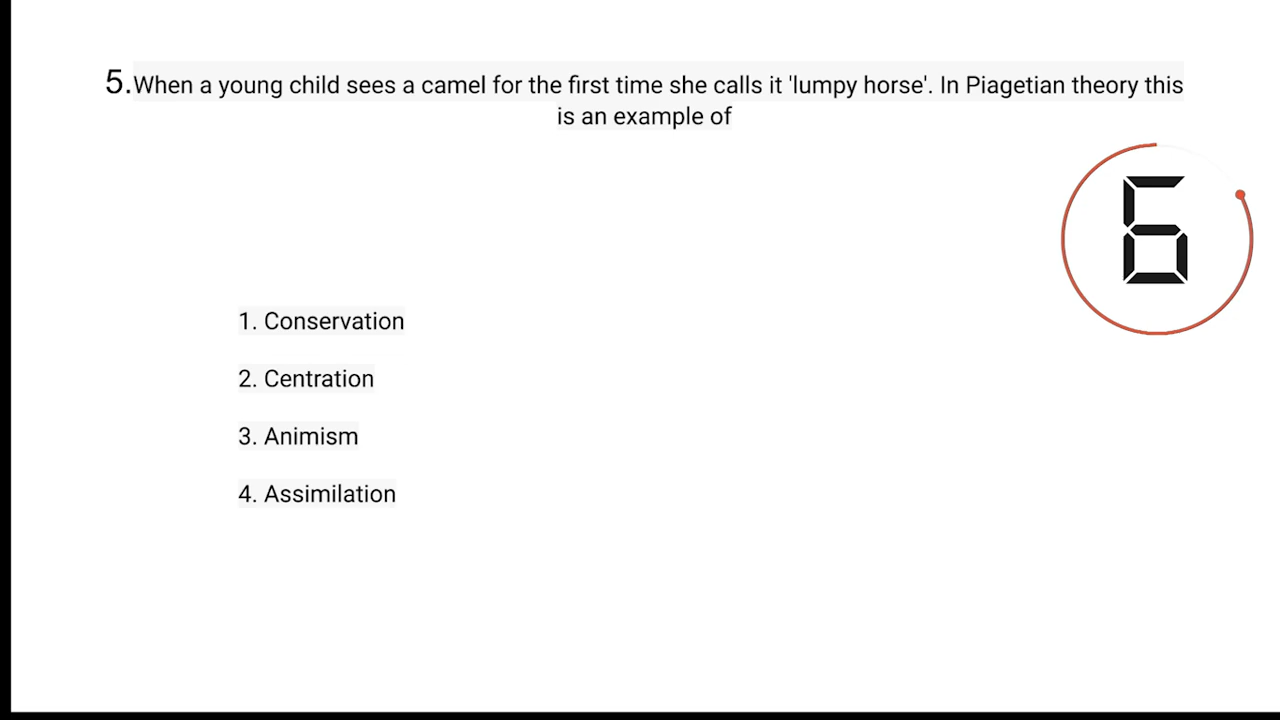 5.When a young child sees a camel for the first time she calls it 'lumpy horse'. In Piagetian theory this
is an example of
6
1. Conservation
2. Centration
3. Animism
4. Assimilation